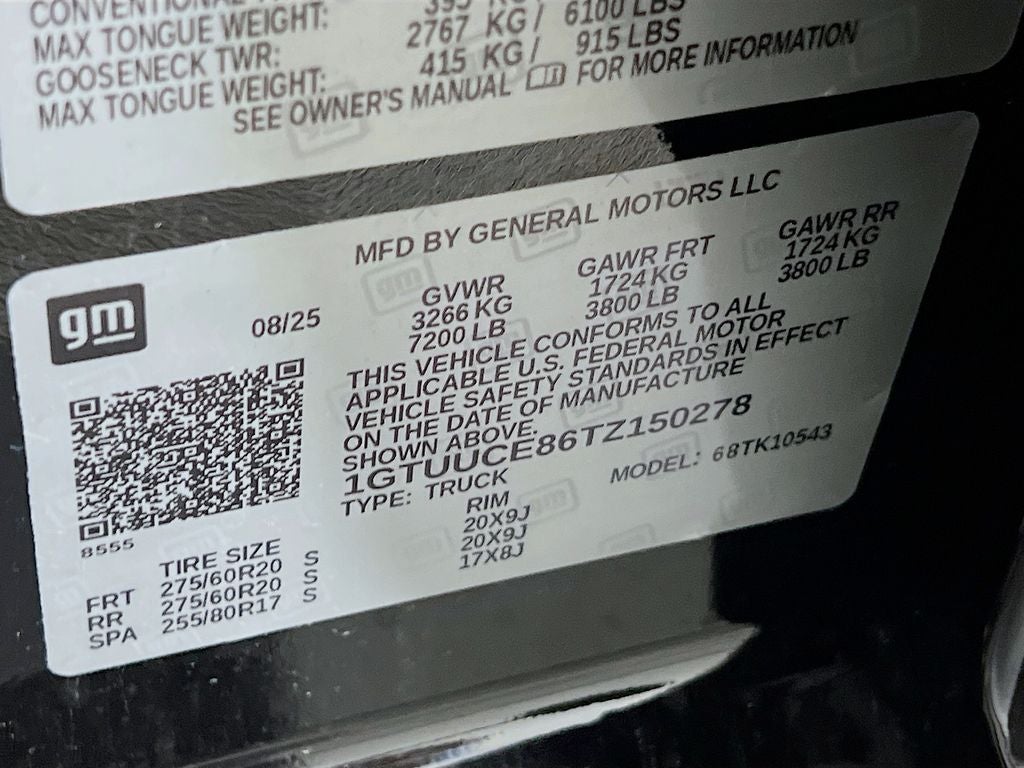 CONVENTIONAL
MAX TONGUE WEIGHT: 395 KG
GOOSENECK TWR: 2767 KG / 6100 LBS
MAX TONGUE WEIGHT: 415 KG / 915 LBS
SEE OWNER'S MANUAL FOR MORE INFORMATION
MFD BY GENERAL MOTORS LLC
gm
08/25
GVWR GAWR FRT GAWR RR
3266 KG 1724 KG 1724 KG
7200 LB 3800 LB 3800 LB
THIS VEHICLE CONFORMS TO ALL
APPLICABLE U.S. FEDERAL MOTOR
VEHICLE SAFETY STANDARDS IN EFFECT
ON THE DATE OF MANUFACTURE
SHOWN ABOVE.
1GTUUCE86TZ150278
TYPE: TRUCK MODEL: 68TK10543
8555
TIRE SIZE RIM
FRT 275/60R20 S 20X9J
RR 275/60R20 S 20X9J
SPA 255/80R17 S 17X8J